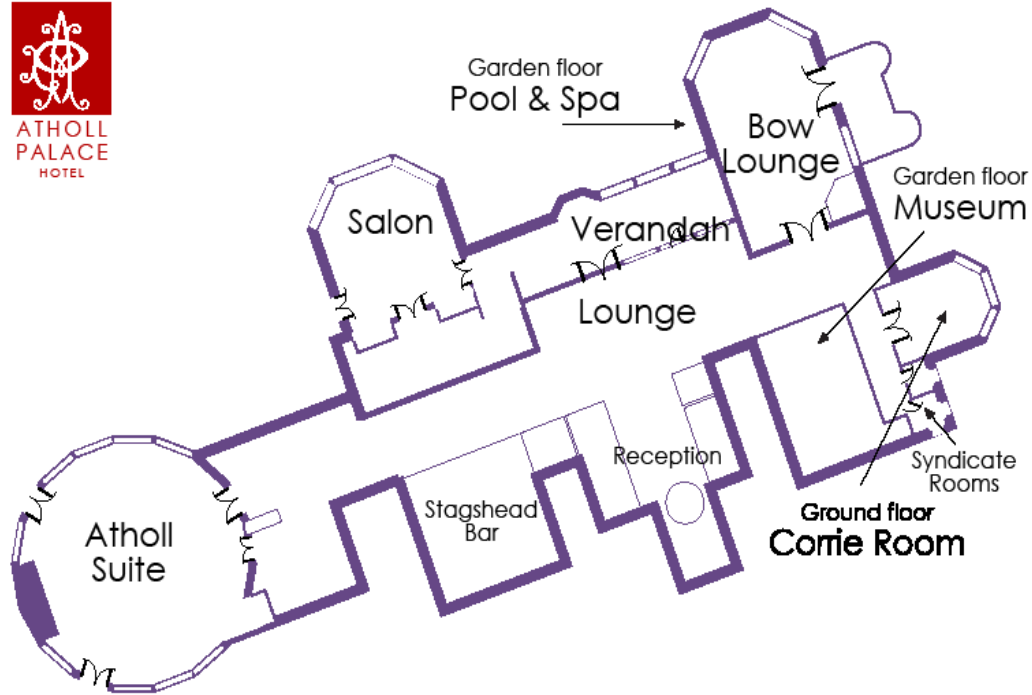 ATHOLL
PALACE
HOTEL
Garden floor
Pool & Spa
Bow
Lounge
Garden floor
Museum
Salon
Verandah
Lounge
Reception
Syndicate
Rooms
Stagshead
Bar
Ground floor
Corrie Room
Atholl
Suite